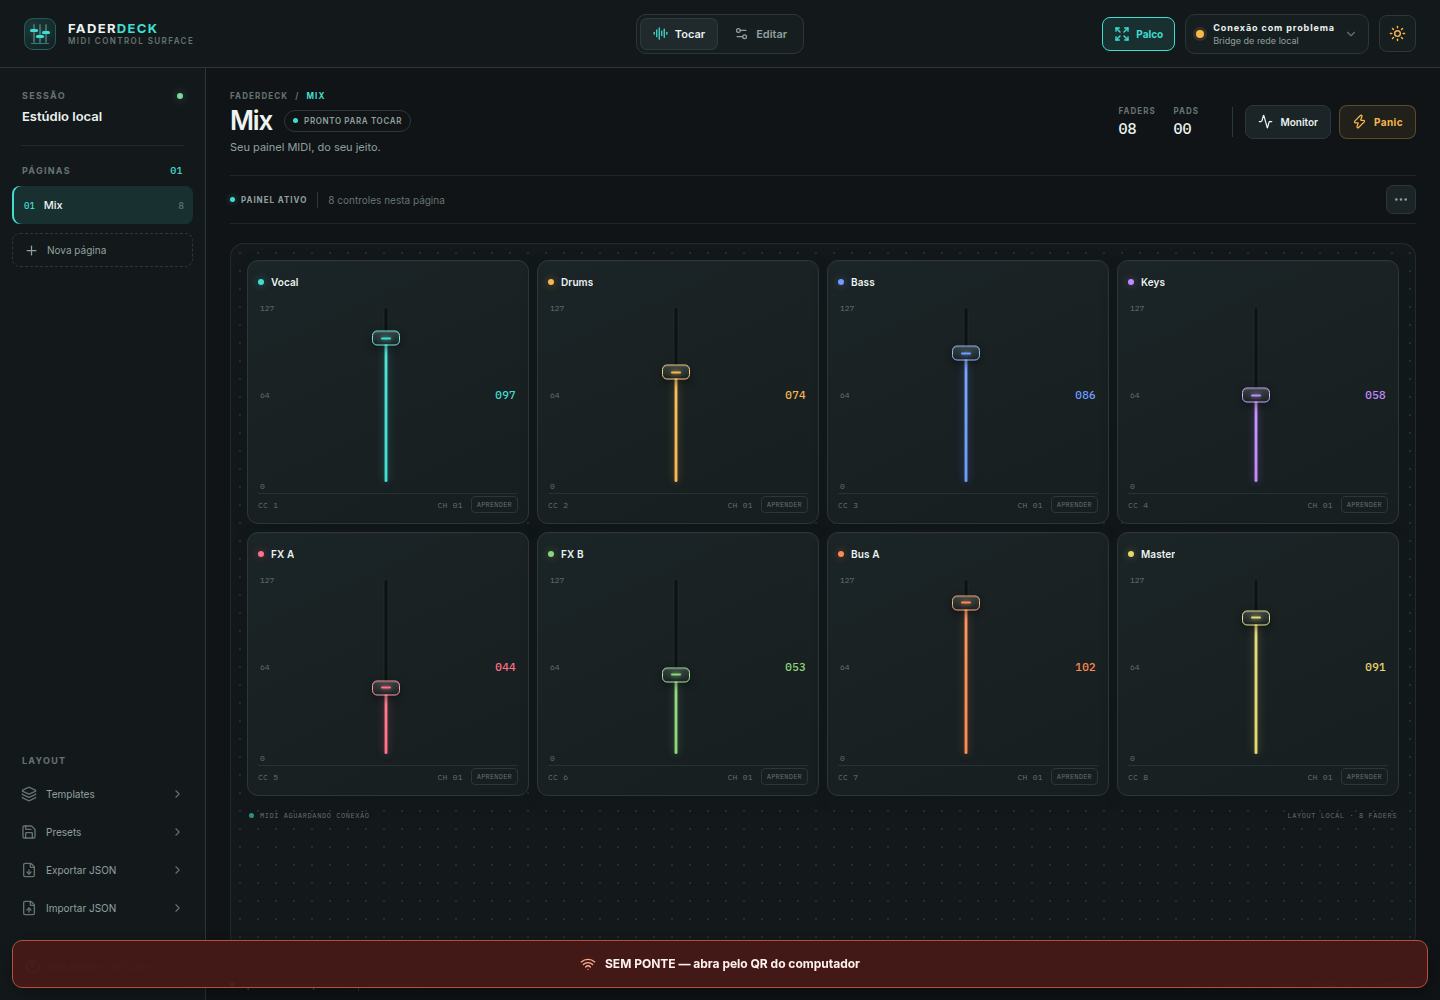 FADERDECK
MIDI CONTROL SURFACE
Tocar
Editar
Palco
Conexão com problema
Bridge de rede local
SESSÃO
Estúdio local
PÁGINAS 01
01 Mix 8
Nova página
FADERDECK / MIX
Mix
PRONTO PARA TOCAR
Seu painel MIDI, do seu jeito.
FADERS
08
PADS
00
Monitor
Panic
PAINEL ATIVO
8 controles nesta página
Vocal
127
64
097
0
CC 1 CH 01 APRENDER
Drums
127
64
074
0
CC 2 CH 01 APRENDER
Bass
127
64
086
0
CC 3 CH 01 APRENDER
Keys
127
64
058
0
CC 4 CH 01 APRENDER
FX A
127
64
044
0
CC 5 CH 01 APRENDER
FX B
127
64
053
0
CC 6 CH 01 APRENDER
Bus A
127
64
102
0
CC 7 CH 01 APRENDER
Master
127
64
091
0
CC 8 CH 01 APRENDER
MIDI AGUARDANDO CONEXÃO
LAYOUT LOCAL · 8 FADERS
LAYOUT
Templates
Presets
Exportar JSON
Importar JSON
SEM PONTE — abra pelo QR do computador